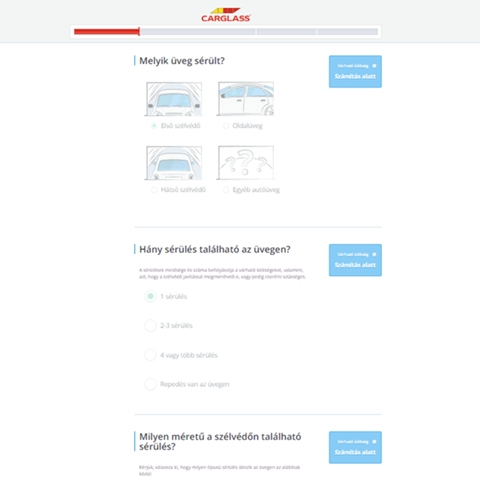 CARGLASS
Melyik üveg sérült?
Várható költség
Számítás alatt
Első szélvédő
Oldalüveg
Hátsó szélvédő
Egyéb autóüveg
Hány sérülés található az üvegen?
Várható költség
Számítás alatt
A sérülések minősége és száma befolyásolja a várható költségeket, valamint,
azt, hogy a szélvédő javítással megmenthető-e, vagy pedig cserélni szükséges.
1 sérülés
2-3 sérülés
4 vagy több sérülés
Repedés van az üvegen
Milyen méretű a szélvédőn található
sérülés?
Várható költség
Számítás alatt
Kérjük, válassza ki, hogy milyen típusú sérülés látszik az üvegen az alábbiak
közül: